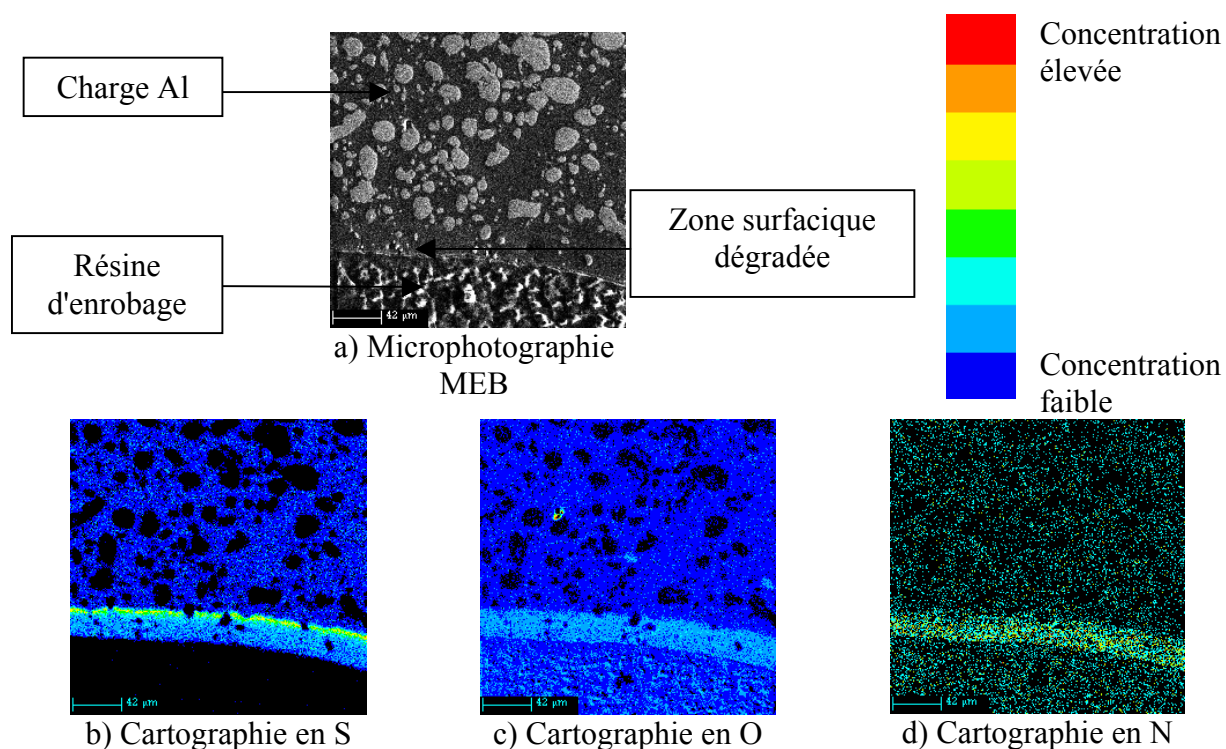 Charge Al
Résine
d'enrobage
Zone surfacique
dégradée
42 µm
a) Microphotographie
MEB
Concentration
élevée
Concentration
faible
42 µm
b) Cartographie en S
42 µm
c) Cartographie en O
42 µm
d) Cartographie en N